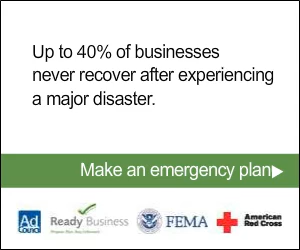 Up to 40% of businesses
never recover after experiencing
a major disaster.
Make an emergency plan
Ad
Council
Ready Business
FEMA
American
Red Cross